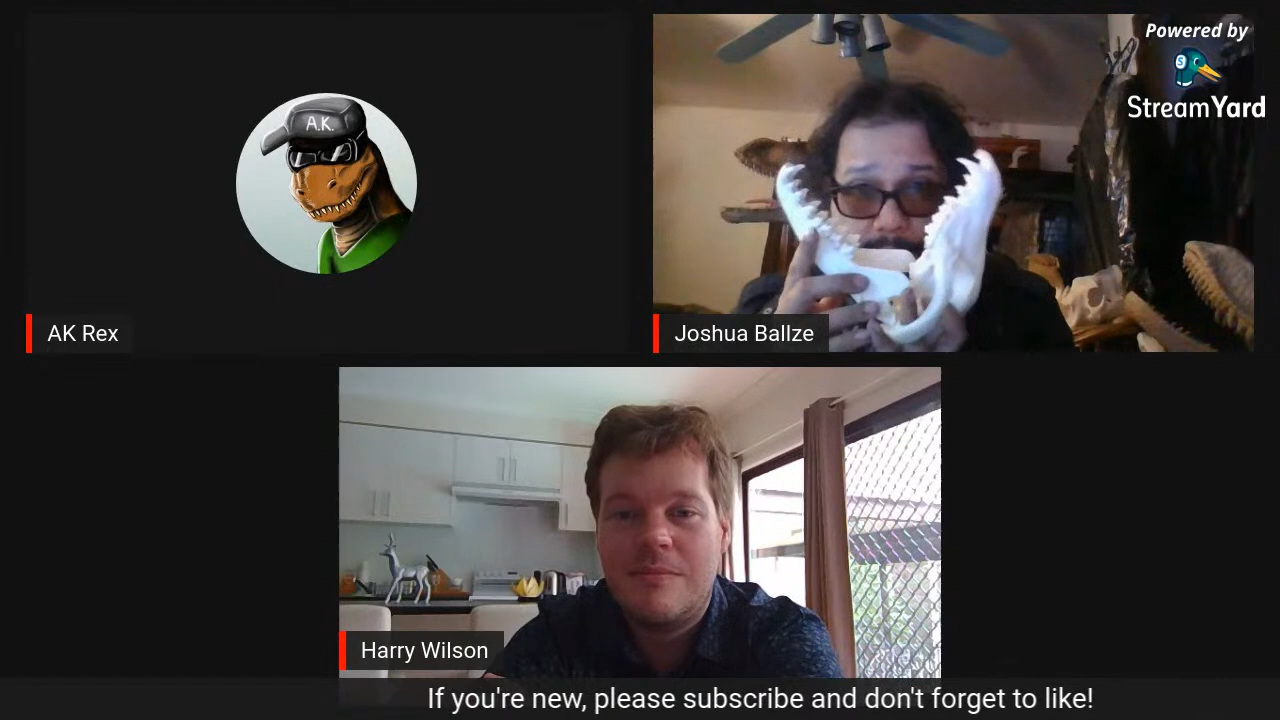 Powered by
S
StreamYard
A.K.
AK Rex
Joshua Ballze
Harry Wilson
If you're new, please subscribe and don't forget to like!